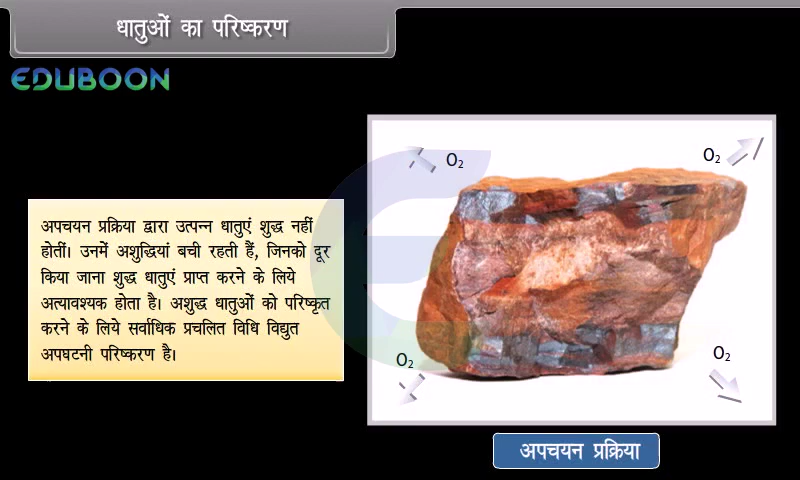 धातुओं का परिष्करण
EDUBOON
अपचयन प्रक्रिया द्वारा उत्पन्न धातुएं शुद्ध नहीं
होतीं। उनमें अशुद्धियां बची रहती हैं, जिनको दूर
किया जाना शुद्ध धातुएं प्राप्त करने के लिये
अत्यावश्यक होता है। अशुद्ध धातुओं को परिष्कृत
करने के लिये सर्वाधिक प्रचलित विधि विद्युत
अपघटनी परिष्करण है।
O₂
O₂
O₂
O₂
अपचयन प्रक्रिया